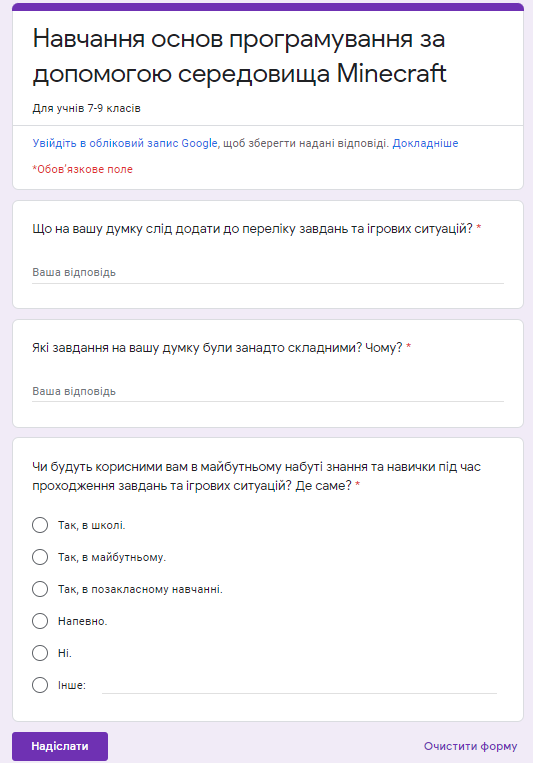 Навчання основ програмування за
допомогою середовища Minecraft
Для учнів 7-9 класів
Увійдіть в обліковий запис Google, щоб зберегти надані відповіді. Докладніше
*Обов'язкове поле
Що на вашу думку слід додати до переліку завдань та ігрових ситуацій? *
Ваша відповідь
Які завдання на вашу думку були занадто складними? Чому? *
Ваша відповідь
Чи будуть корисними вам в майбутньому набуті знання та навички під час
проходження завдань та ігрових ситуацій? Де саме? *
Так, в школі.
Так, в майбутньому.
Так, в позакласному навчанні.
Напевно.
Ні.
Інше:
Надіслати
Очистити форму